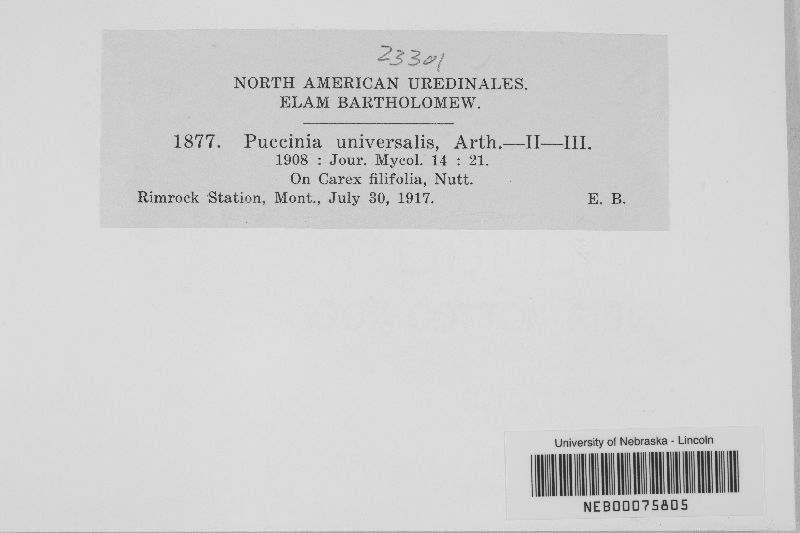 23301
NORTH AMERICAN UREDINALES.
ELAM BARTHOLOMEW.
1877. Puccinia universalis, Arth.—II—III.
1908 : Jour. Mycol. 14 : 21.
On Carex filifolia, Nutt.
Rimrock Station, Mont., July 30, 1917. E. B.
University of Nebraska - Lincoln
NEB00075805